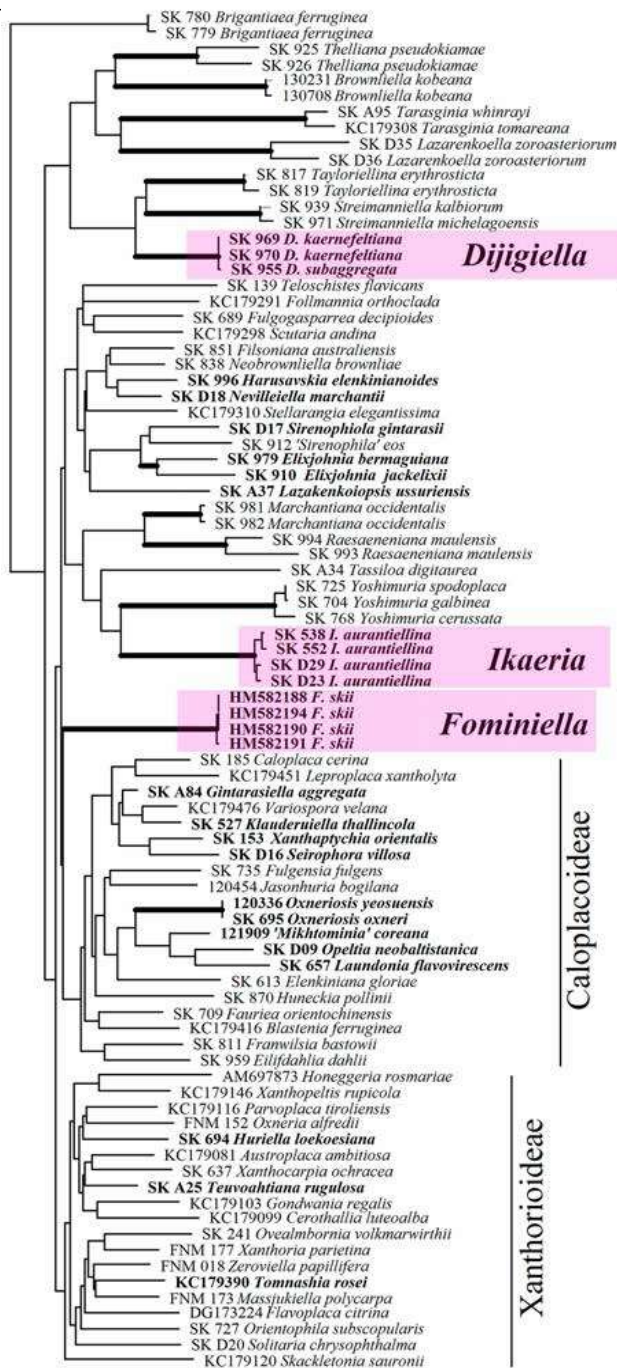 SK 780 Brigantiaea ferruginea
SK 779 Brigantiaea ferruginea
SK 925 Thelliana pseudokiamae
SK 926 Thelliana pseudokiamae
130231 Brownliella kobeana
130708 Brownliella kobeana
SK A95 Tarasginia whinrayi
KC179308 Tarasginia tomareana
SK D35 Lazarenkoella zoroasteriorum
SK D36 Lazarenkoella zoroasteriorum
SK 817 Tayloriellina erythrosticta
SK 819 Tayloriellina erythrosticta
SK 939 Streimanniella kalbiorum
SK 971 Streimanniella michelagoensis
SK 969 D. kaernefeltiana
SK 970 D. kaernefeltiana
SK 955 D. subaggregata
Dijigiella
SK 139 Teloschistes flavicans
KC179291 Follmannia orthoclada
SK 689 Fulgogasparrea decipioides
KC179298 Scutaria andina
SK 851 Filsoniana australiensis
SK 838 Neobrownliella brownliae
SK 996 Harusavskia elenkinianoides
SK D18 Nevilleiella marchantii
KC179310 Stellarangia elegantissima
SK D17 Sirenophiola gintarasii
SK 912 'Sirenophila' eos
SK 979 Elixjohnia bermaguiana
SK 910 Elixjohnia jackelixii
SK A37 Lazakenkoiopsis ussuriensis
SK 981 Marchantiana occidentalis
SK 982 Marchantiana occidentalis
SK 994 Raesaeneniana maulensis
SK 993 Raesaeneniana maulensis
SK A34 Tassiloa digitaurea
SK 725 Yoshimuria spodoplaca
SK 704 Yoshimuria galbinea
SK 768 Yoshimuria cerussata
SK 538 I. aurantiellina
SK 552 I. aurantiellina
SK D29 I. aurantiellina
SK D23 I. aurantiellina
Ikaeria
HM582188 F. skii
HM582194 F. skii
HM582190 F. skii
HM582191 F. skii
Fominiella
SK 185 Caloplaca cerina
KC179451 Leproplaca xantholyta
SK A84 Gintarasiella aggregata
KC179476 Variospora velana
SK 527 Klauderuiella thallincola
SK 153 Xanthaptychia orientalis
SK D16 Seirophora villosa
SK 735 Fulgensia fulgens
120454 Jasonhuria bogilana
120336 Oxneriosis yeosuensis
SK 695 Oxneriosis oxneri
121909 'Mikhtominia' coreana
SK D09 Opeltia neobaltistanica
SK 657 Laundonia flavovirescens
SK 613 Elenkiniana gloriae
SK 870 Huneckia pollinii
SK 709 Fauriea orientochinensis
KC179416 Blastenia ferruginea
SK 811 Franwilsia bastowii
SK 959 Eilifdahlia dahlii
Caloplacoideae
AM697873 Honeggeria rosmariae
KC179146 Xanthopeltis rupicola
KC179116 Parvoplaca tiroliensis
FNM 152 Oxneria alfredii
SK 694 Huriella loekoesiana
KC179081 Austroplaca ambitiosa
SK 637 Xanthocarpia ochracea
SK A25 Teuvoahtiana rugulosa
KC179103 Gondwania regalis
KC179099 Cerothallia luteoalba
SK 241 Ovealmbornia volkmarwirthii
FNM 177 Xanthoria parietina
FNM 018 Zeroviella papillifera
KC179390 Tomnashia rosei
FNM 173 Massjukiella polycarpa
DG173224 Flavoplaca citrina
SK 727 Orientophila subscopularis
SK D20 Solitaria chrysophthalma
KC179120 Skackletonia sauronii
Xanthorioideae